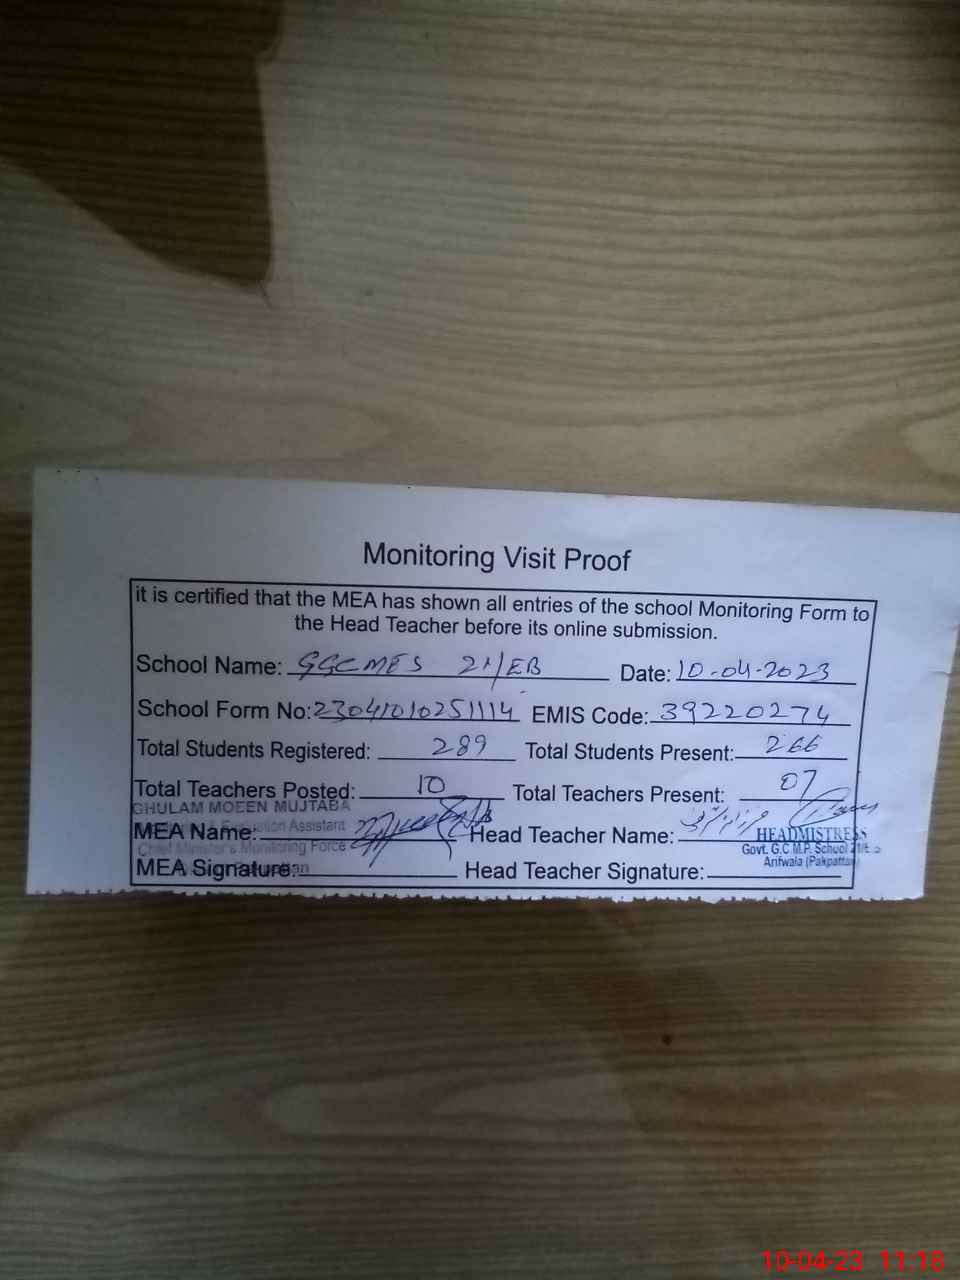 Monitoring Visit Proof
it is certified that the MEA has shown all entries of the school Monitoring Form to
the Head Teacher before its online submission.
School Name: GGCMES 21/EB Date: 10-04-2023
School Form No: 23041010251114 EMIS Code: 39220274
Total Students Registered: 289 Total Students Present: 266
Total Teachers Posted: 10 Total Teachers Present: 07
GHULAM MOEEN MUJTABA
Evaluation Assistant
MEA Name: Head Teacher Name:
HEADMISTRESS
Chief Minister's Monitoring Force
Govt. G.C.M.P. School 21/E
Arifwala (Pakpattan)
MEA Signature: Head Teacher Signature:
10-04-23 11:18